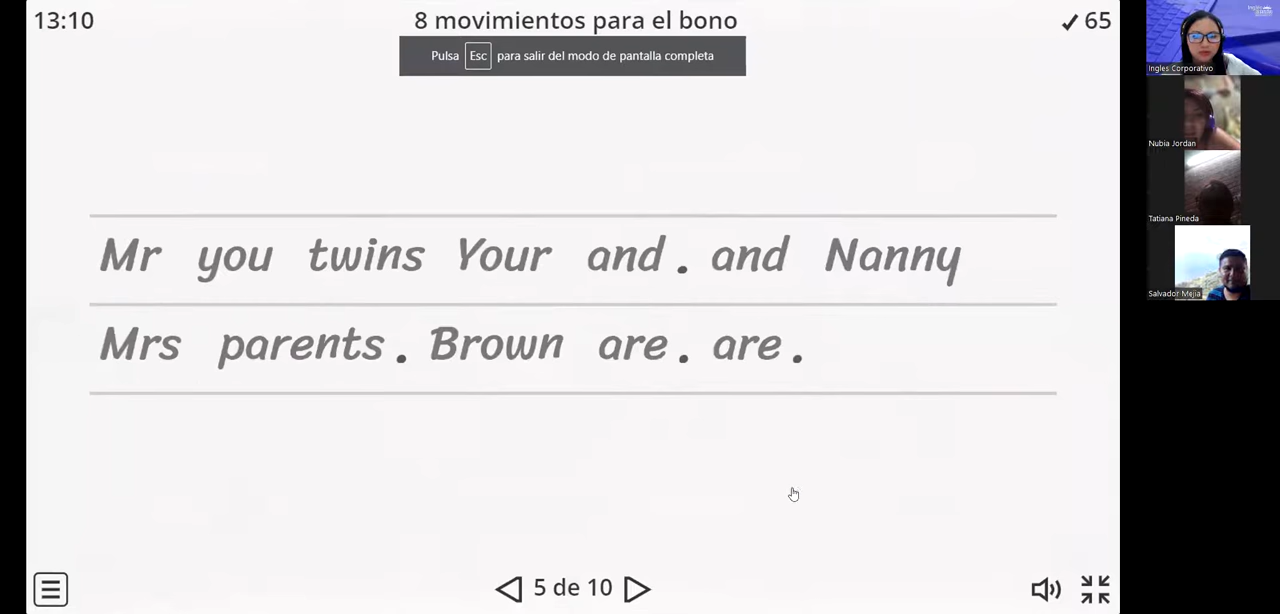 13:10
8 movimientos para el bono
✓ 65
Pulsa Esc para salir del modo de pantalla completa
Mr you twins Your and . and Nanny
Mrs parents . Brown are . are .
5 de 10
Ingles Corporativo
Nubia Jordan
Tatiana Pineda
Salvador Mejia